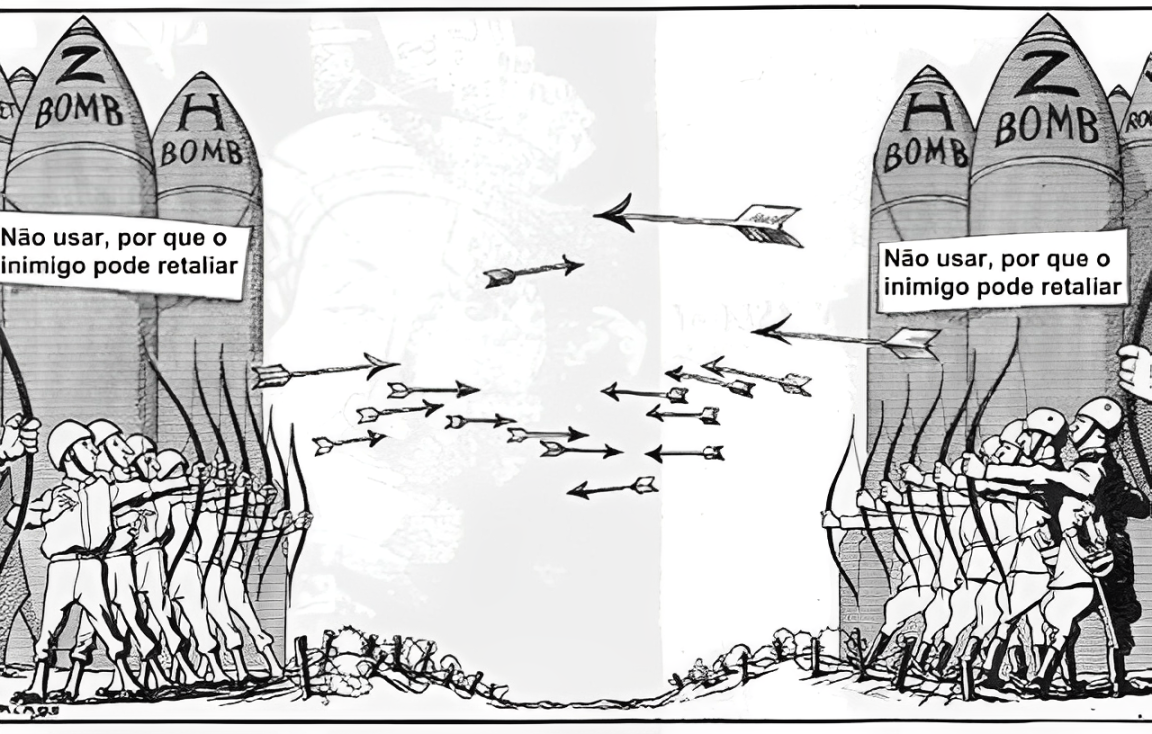 Z
BOMB
H
BOMB
Não usar, por que o
inimigo pode retaliar
H
BOMB
Z
BOMB
Não usar, por que o
inimigo pode retaliar